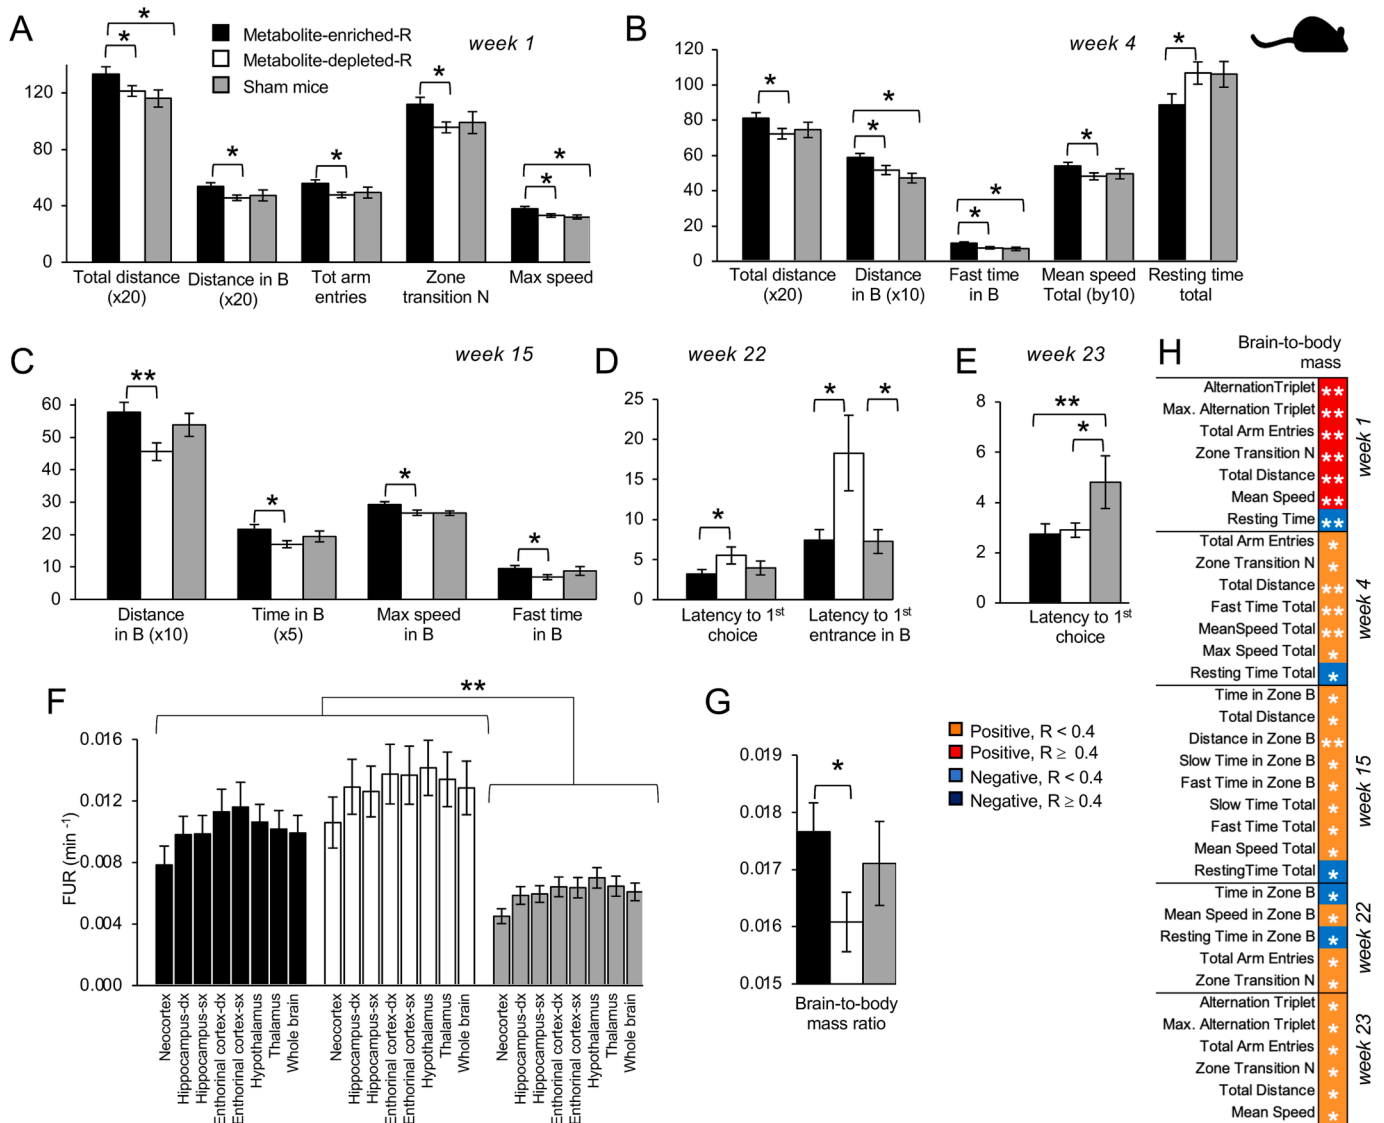 A
*
*
Metabolite-enriched-R
Metabolite-depleted-R
Sham mice
week 1
120
80
40
0
*
*
*
*
*
Total distance
(x20)
Distance in B
(x20)
Tot arm
entries
Zone
transition N
Max speed
B
week 4
120
100
80
60
40
20
0
*
*
*
*
*
*
*
Total distance
(x20)
Distance
in B (x10)
Fast time
in B
Mean speed
Total (by10)
Resting time
total
C
week 15
60
50
40
30
20
10
0
**
*
*
*
Distance
in B (x10)
Time in B
(x5)
Max speed
in B
Fast time
in B
D
week 22
25
20
15
10
5
0
*
*
*
Latency to 1st
choice
Latency to 1st
entrance in B
E
week 23
8
6
4
2
0
**
*
Latency to 1st
choice
F
**
FUR (min -1)
0.016
0.012
0.008
0.004
0.000
Neocortex
Hippocampus-dx
Hippocampus-sx
Enthorinal cortex-dx
Enthorinal cortex-sx
Hypothalamus
Thalamus
Whole brain
Neocortex
Hippocampus-dx
Hippocampus-sx
Enthorinal cortex-dx
Enthorinal cortex-sx
Hypothalamus
Thalamus
Whole brain
Neocortex
Hippocampus-dx
Hippocampus-sx
Enthorinal cortex-dx
Enthorinal cortex-sx
Hypothalamus
Thalamus
Whole brain
G
0.019
0.018
0.017
0.016
0.015
*
Brain-to-body
mass ratio
Positive, R < 0.4
Positive, R ≥ 0.4
Negative, R < 0.4
Negative, R ≥ 0.4
H
Brain-to-body
mass
AlternationTriplet **
Max. Alternation Triplet **
Total Arm Entries **
Zone Transition N **
Total Distance **
Mean Speed **
Resting Time **
week 1
Total Arm Entries *
Zone Transition N *
Total Distance **
Fast Time Total **
MeanSpeed Total **
Max Speed Total *
Resting Time Total *
week 4
Time in Zone B *
Total Distance *
Distance in Zone B **
Slow Time in Zone B *
Fast Time in Zone B *
Slow Time Total *
Fast Time Total *
Mean Speed Total *
RestingTime Total *
week 15
Time in Zone B *
Mean Speed in Zone B *
Resting Time in Zone B *
Total Arm Entries *
Zone Transition N *
week 22
Alternation Triplet *
Max. Alternation Triplet *
Total Arm Entries *
Zone Transition N *
Total Distance *
Mean Speed *
week 23